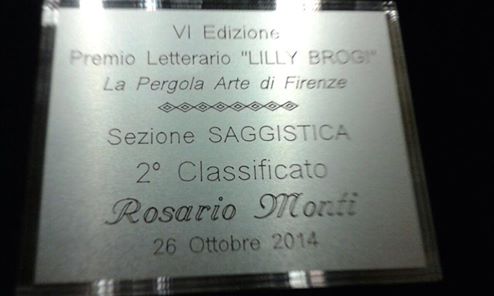 VI Edizione
Premio Letterario "LILLY BROGI"
La Pergola Arte di Firenze
Sezione SAGGISTICA
2° Classificato
Rosario Monti
26 Ottobre 2014